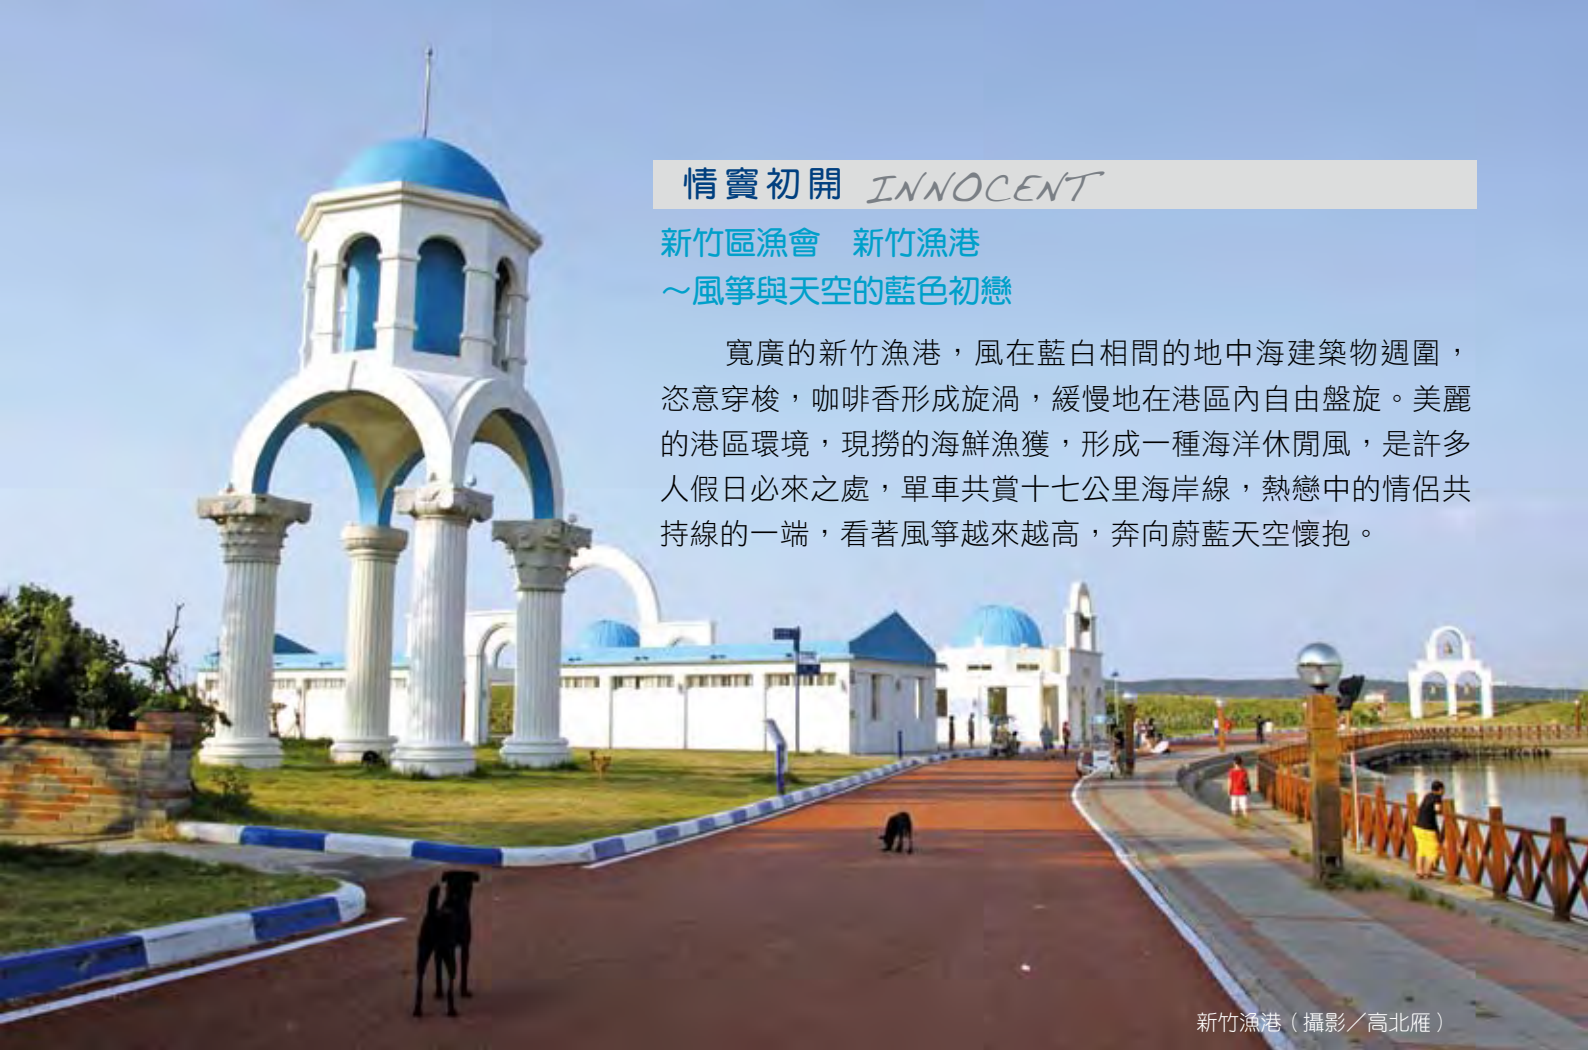 情竇初開 INNOCENT
新竹區漁會　新竹漁港
～風箏與天空的藍色初戀
寬廣的新竹漁港，風在藍白相間的地中海建築物週圍，
恣意穿梭，咖啡香形成旋渦，緩慢地在港區內自由盤旋。美麗
的港區環境，現撈的海鮮漁獲，形成一種海洋休閒風，是許多
人假日必來之處，單車共賞十七公里海岸線，熱戀中的情侶共
持線的一端，看著風箏越來越高，奔向蔚藍天空懷抱。
新竹漁港（攝影／高北雁）